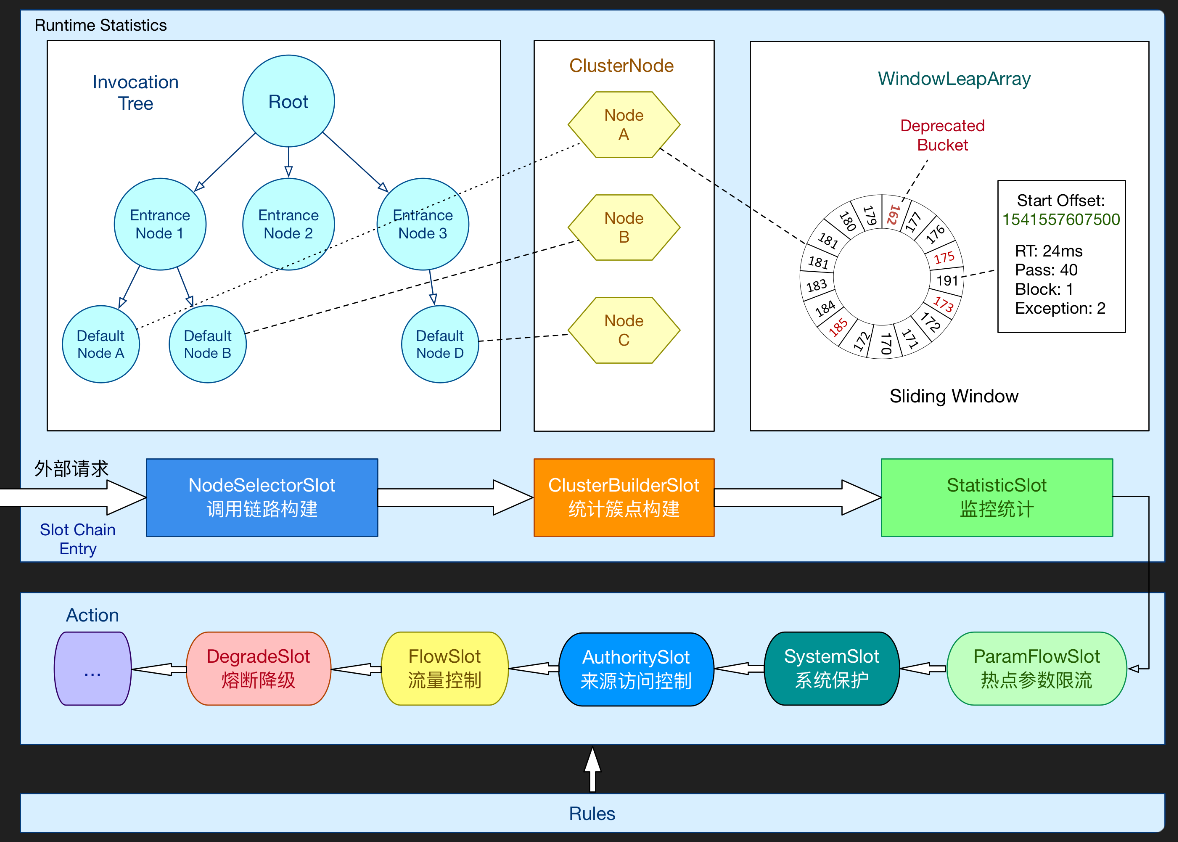 Runtime Statistics
Invocation
Tree
Root
Entrance
Node 1
Entrance
Node 2
Entrance
Node 3
Default
Node A
Default
Node B
Default
Node D
ClusterNode
Node
A
Node
B
Node
C
WindowLeapArray
Deprecated
Bucket
162
177
176
175
191
173
172
171
170
172
185
184
183
181
181
180
179
Start Offset:
1541557607500
RT: 24ms
Pass: 40
Block: 1
Exception: 2
Sliding Window
外部请求
Slot Chain
Entry
NodeSelectorSlot
调用链路构建
ClusterBuilderSlot
统计簇点构建
StatisticSlot
监控统计
Action
...
DegradeSlot
熔断降级
FlowSlot
流量控制
AuthoritySlot
来源访问控制
SystemSlot
系统保护
ParamFlowSlot
热点参数限流
Rules